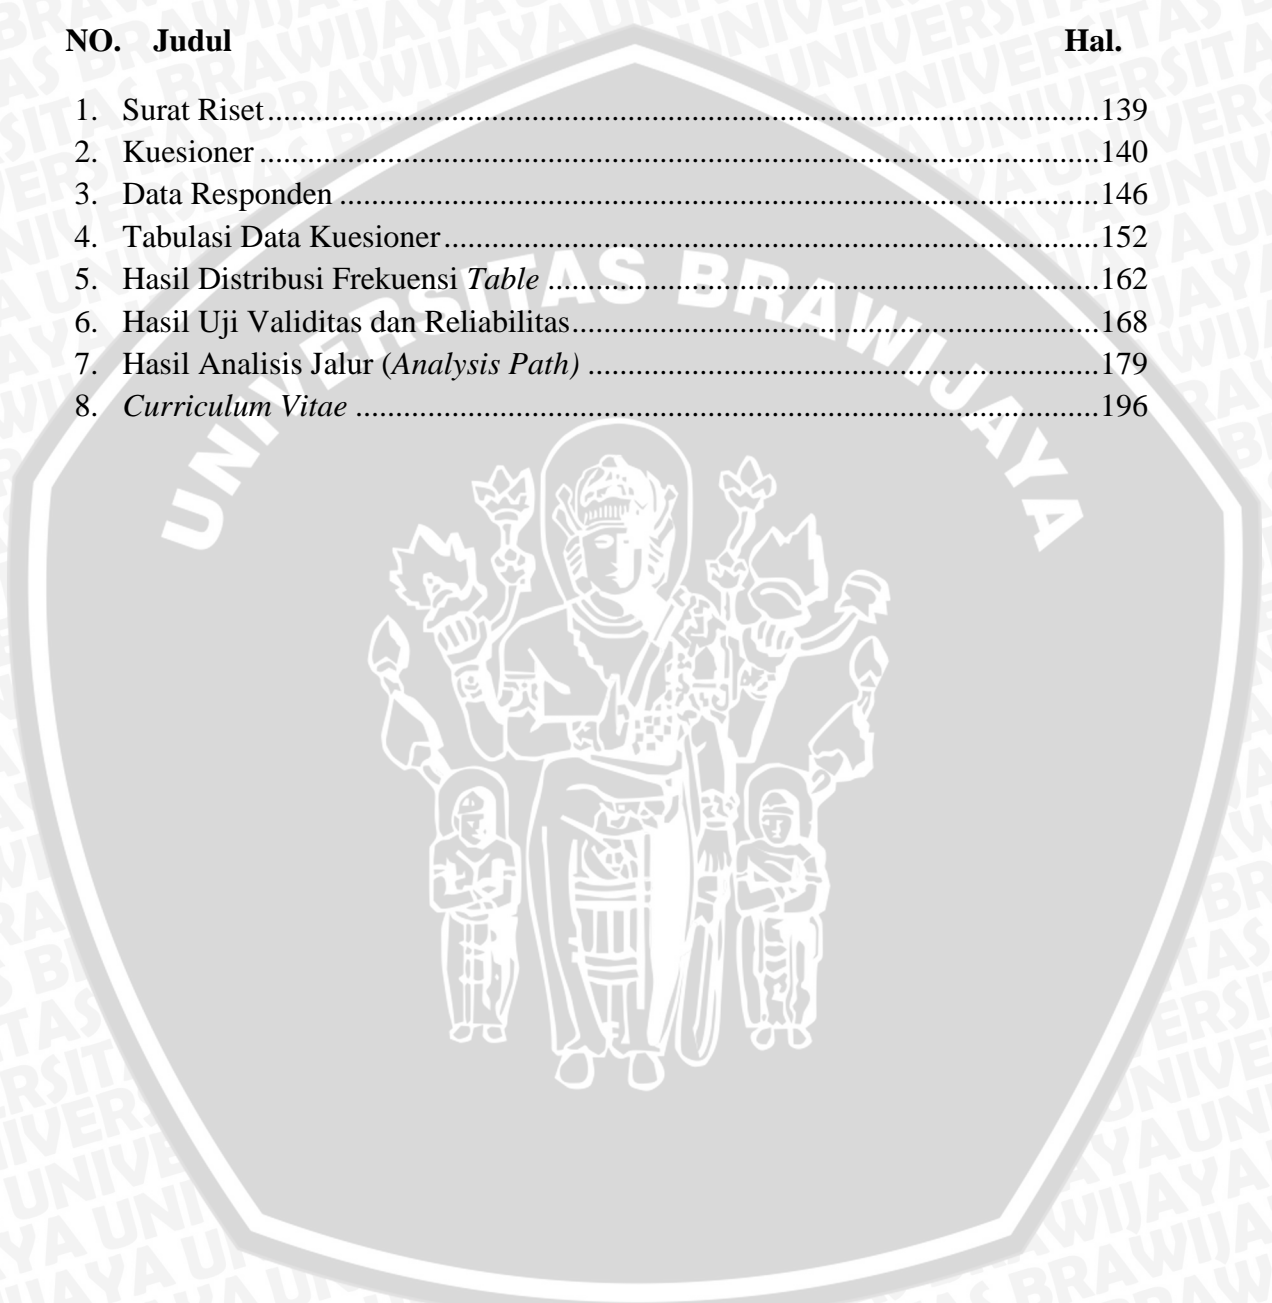 NO. Judul Hal.
1. Surat Riset........................................................................................................139
2. Kuesioner.........................................................................................................140
3. Data Responden...............................................................................................146
4. Tabulasi Data Kuesioner..................................................................................152
5. Hasil Distribusi Frekuensi Table.....................................................................162
6. Hasil Uji Validitas dan Reliabilitas..................................................................168
7. Hasil Analisis Jalur (Analysis Path)................................................................179
8. Curriculum Vitae.............................................................................................196
UNIVERSITAS BRAWIJAYA